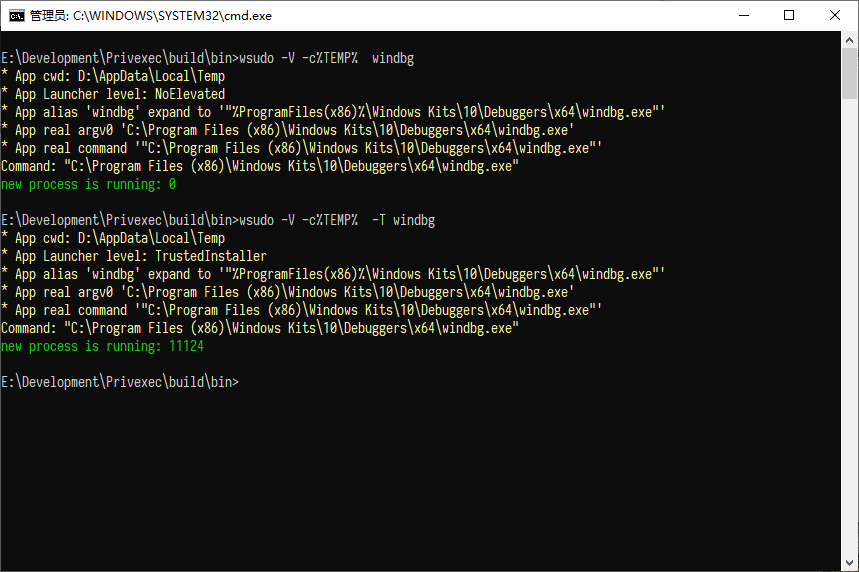 管理员: C:\WINDOWS\SYSTEM32\cmd.exe
E:\Development\Privexec\build\bin>wsudo -V -c%TEMP%  windbg
* App cwd: D:\AppData\Local\Temp
* App Launcher level: NoElevated
* App alias 'windbg' expand to '"%ProgramFiles(x86)%\Windows Kits\10\Debuggers\x64\windbg.exe"'
* App real argv0 'C:\Program Files (x86)\Windows Kits\10\Debuggers\x64\windbg.exe'
* App real command '"C:\Program Files (x86)\Windows Kits\10\Debuggers\x64\windbg.exe"'
Command: "C:\Program Files (x86)\Windows Kits\10\Debuggers\x64\windbg.exe"
new process is running: 0
E:\Development\Privexec\build\bin>wsudo -V -c%TEMP%  -T windbg
* App cwd: D:\AppData\Local\Temp
* App Launcher level: TrustedInstaller
* App alias 'windbg' expand to '"%ProgramFiles(x86)%\Windows Kits\10\Debuggers\x64\windbg.exe"'
* App real argv0 'C:\Program Files (x86)\Windows Kits\10\Debuggers\x64\windbg.exe'
* App real command '"C:\Program Files (x86)\Windows Kits\10\Debuggers\x64\windbg.exe"'
Command: "C:\Program Files (x86)\Windows Kits\10\Debuggers\x64\windbg.exe"
new process is running: 11124
E:\Development\Privexec\build\bin>